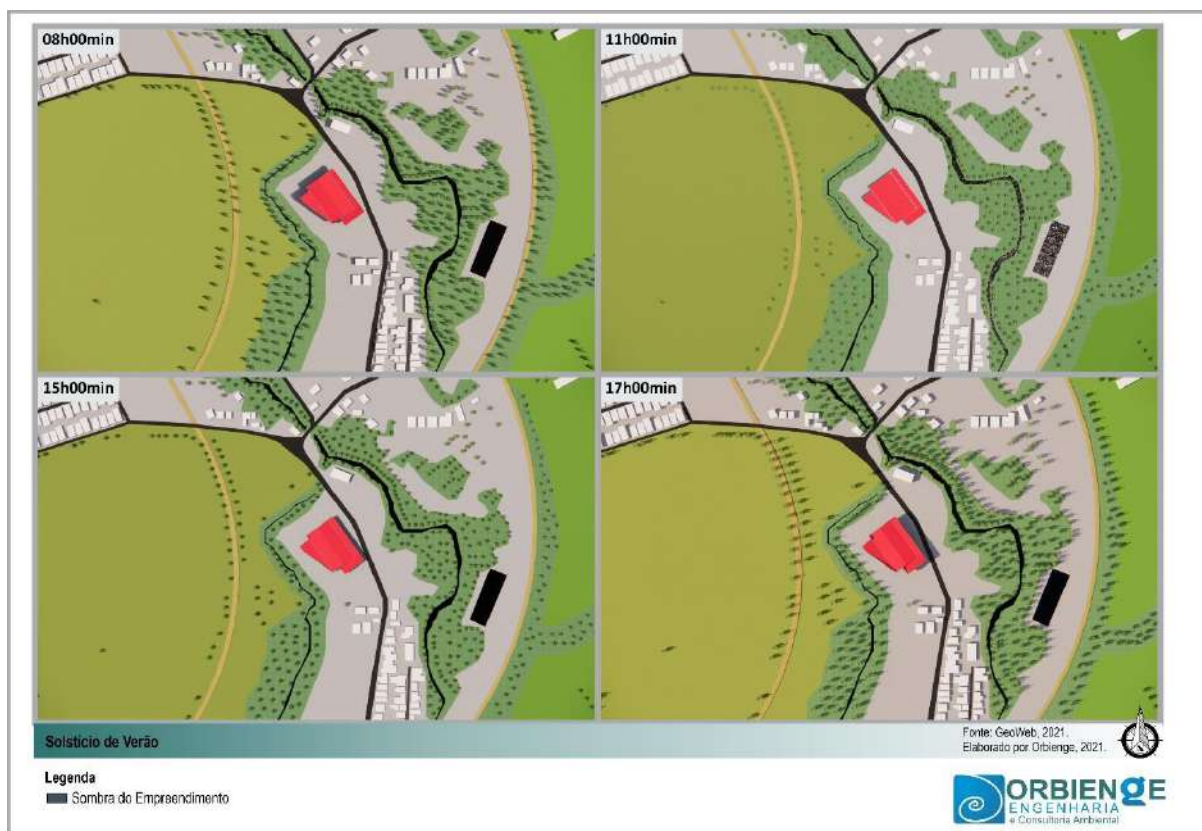 08h00min
11h00min
15h00min
17h00min
Solstício de Verão
Fonte: GeoWeb, 2021.
Elaborado por Orbienge, 2021.
Legenda
Sombra do Empreendimento
ORBIENGE
ENGENHARIA
e Consultoria Ambiental